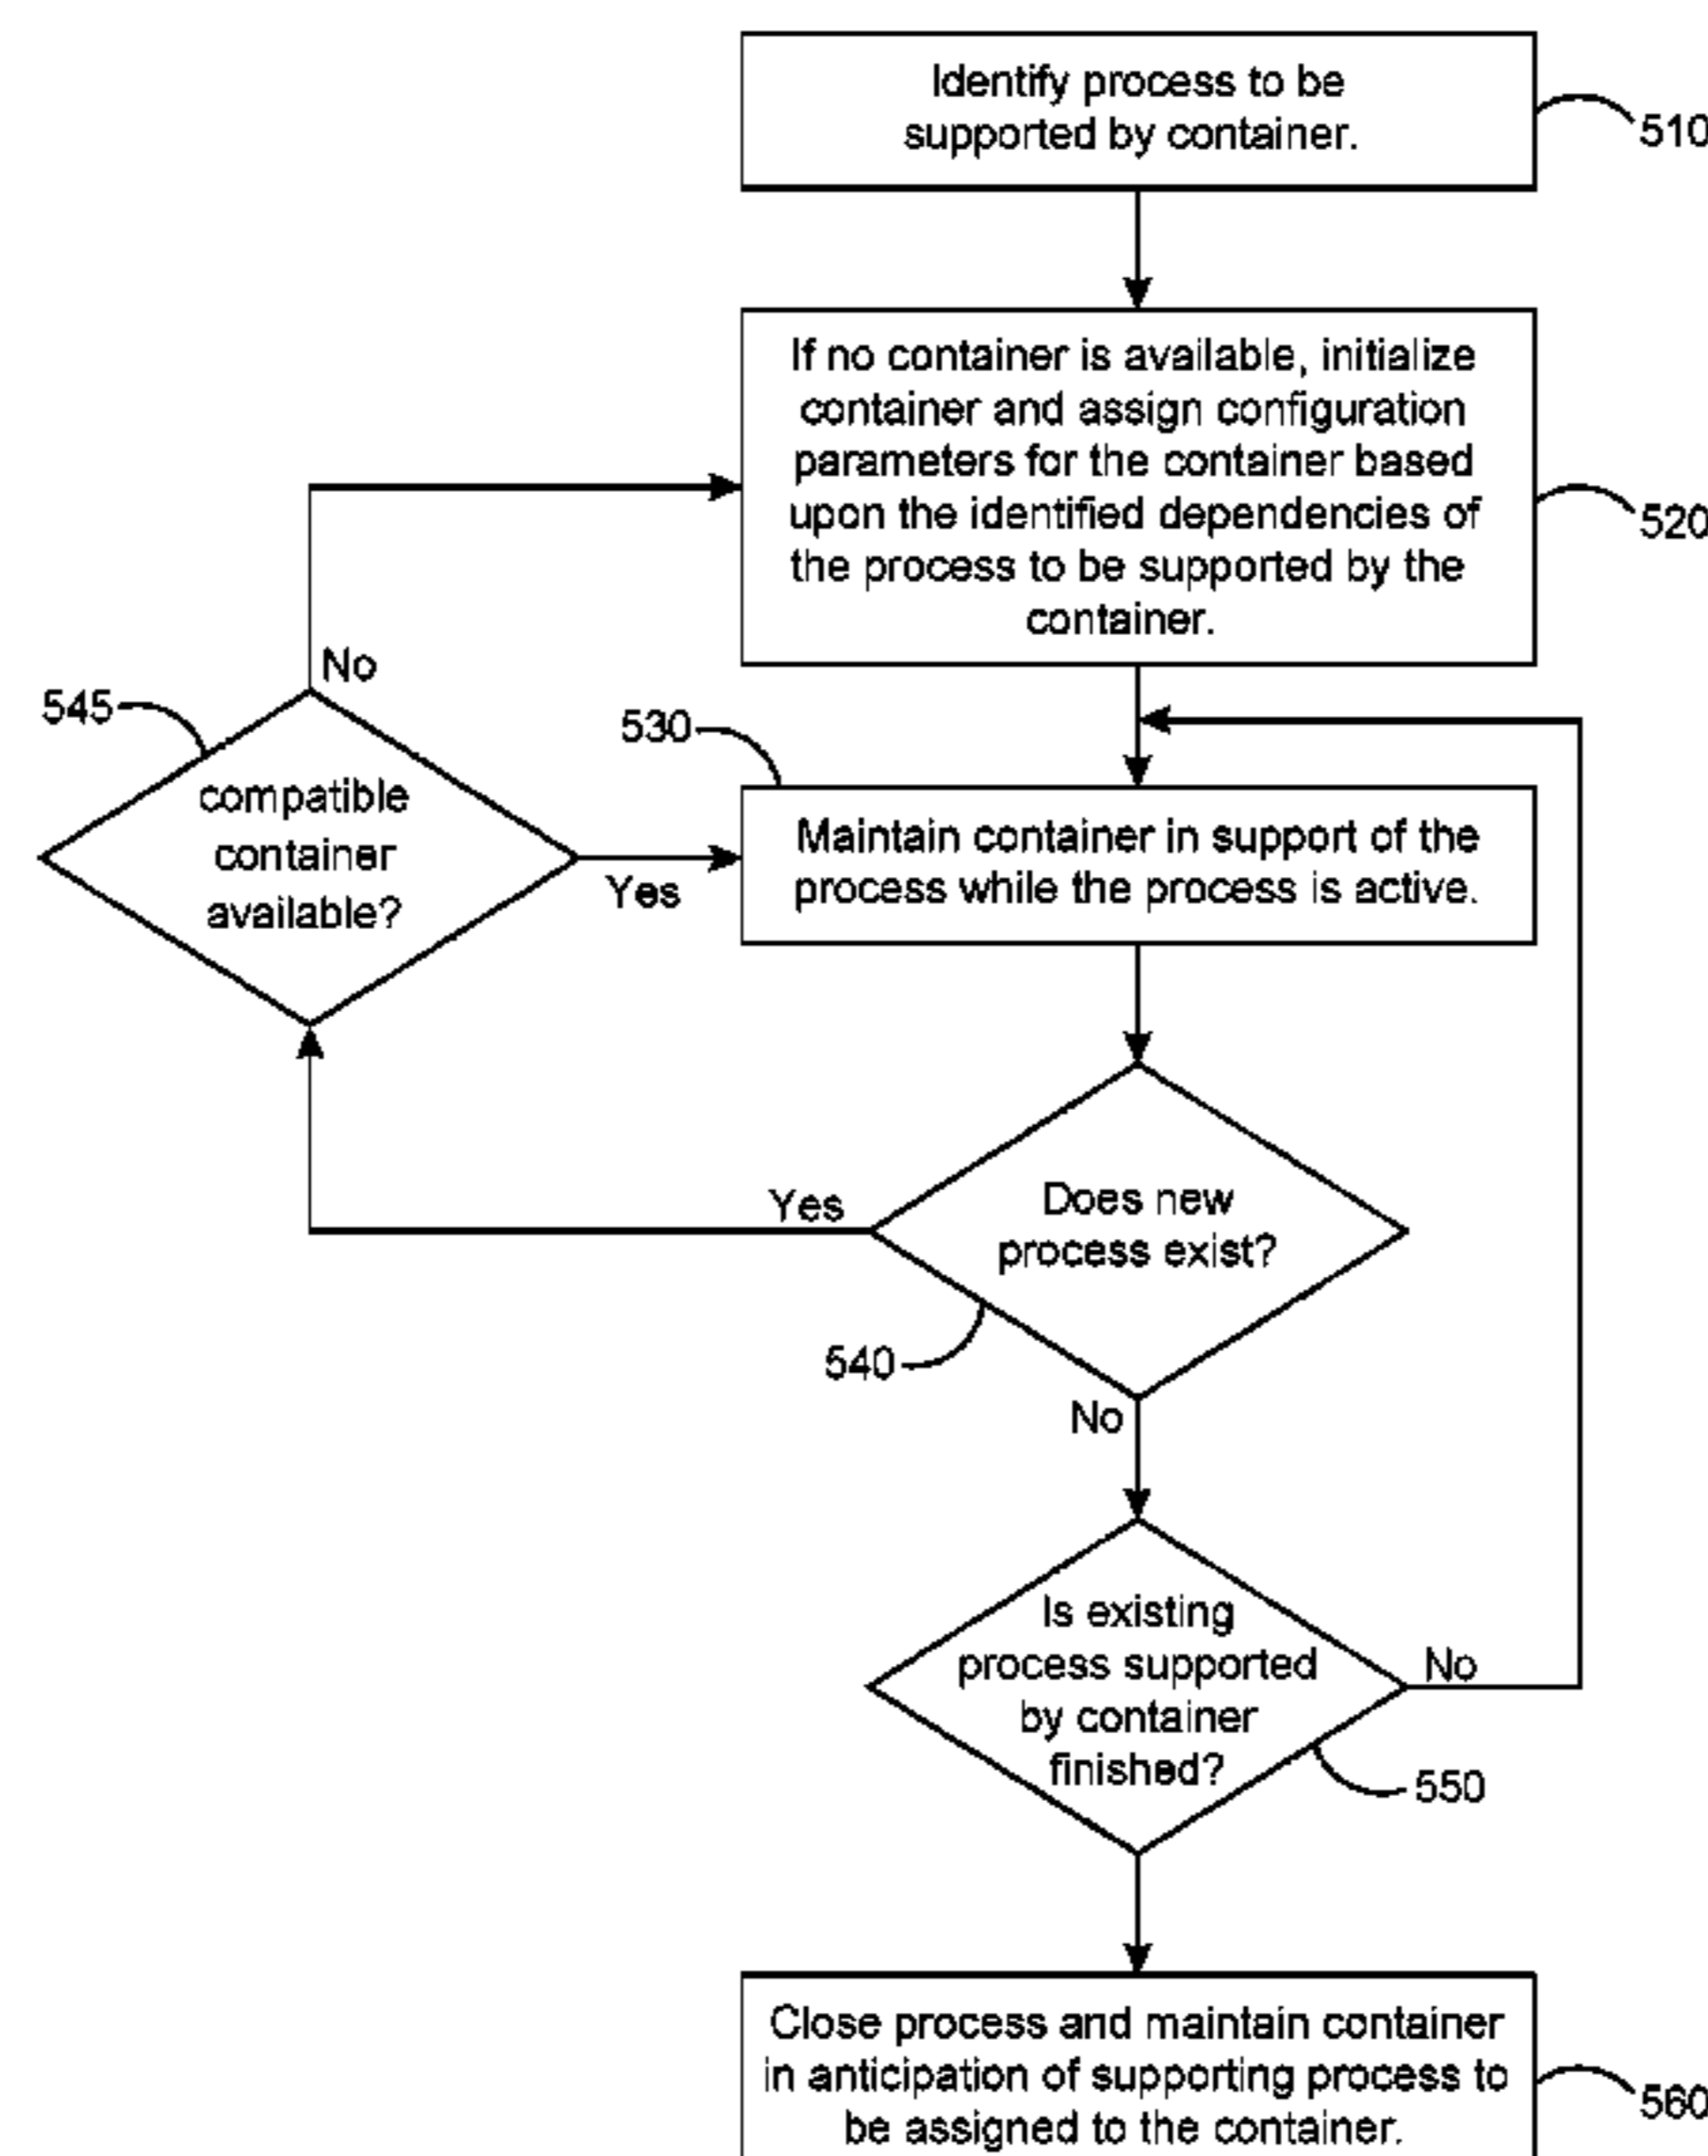 Identify process to be
supported by container.
510
If no container is available, initialize
container and assign configuration
parameters for the container based
upon the identified dependencies of
the process to be supported by the
container.
520
No
545
compatible
container
available?
Yes
530
Maintain container in support of the
process while the process is active.
Yes
Does new
process exist?
540
No
Is existing
process supported
by container
finished?
No
550
Close process and maintain container
in anticipation of supporting process to
be assigned to the container.
560